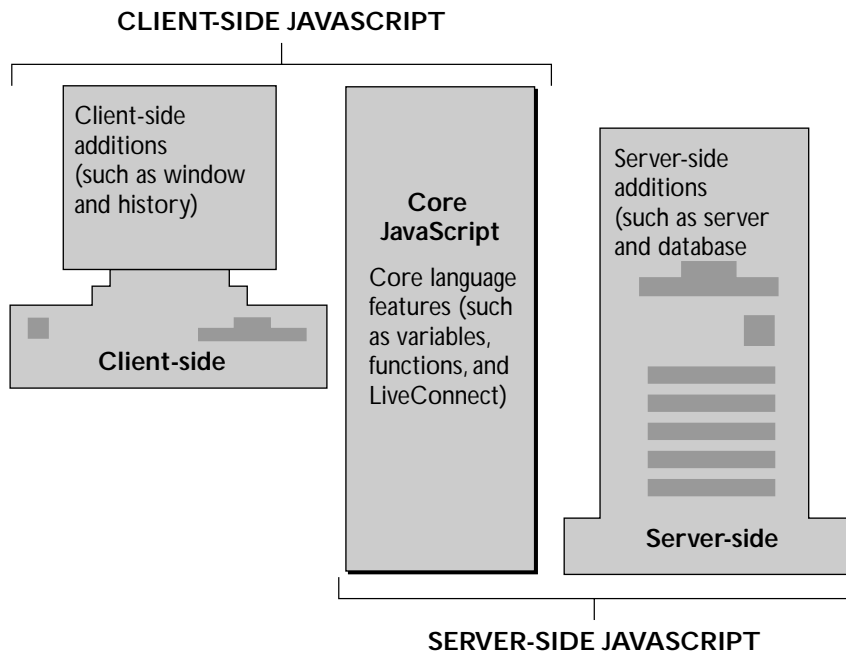 CLIENT-SIDE JAVASCRIPT
Client-side
additions
(such as window
and history)
Client-side
Core
JavaScript
Core language
features (such
as variables,
functions, and
LiveConnect)
Server-side
additions
(such as server
and database
Server-side
SERVER-SIDE JAVASCRIPT